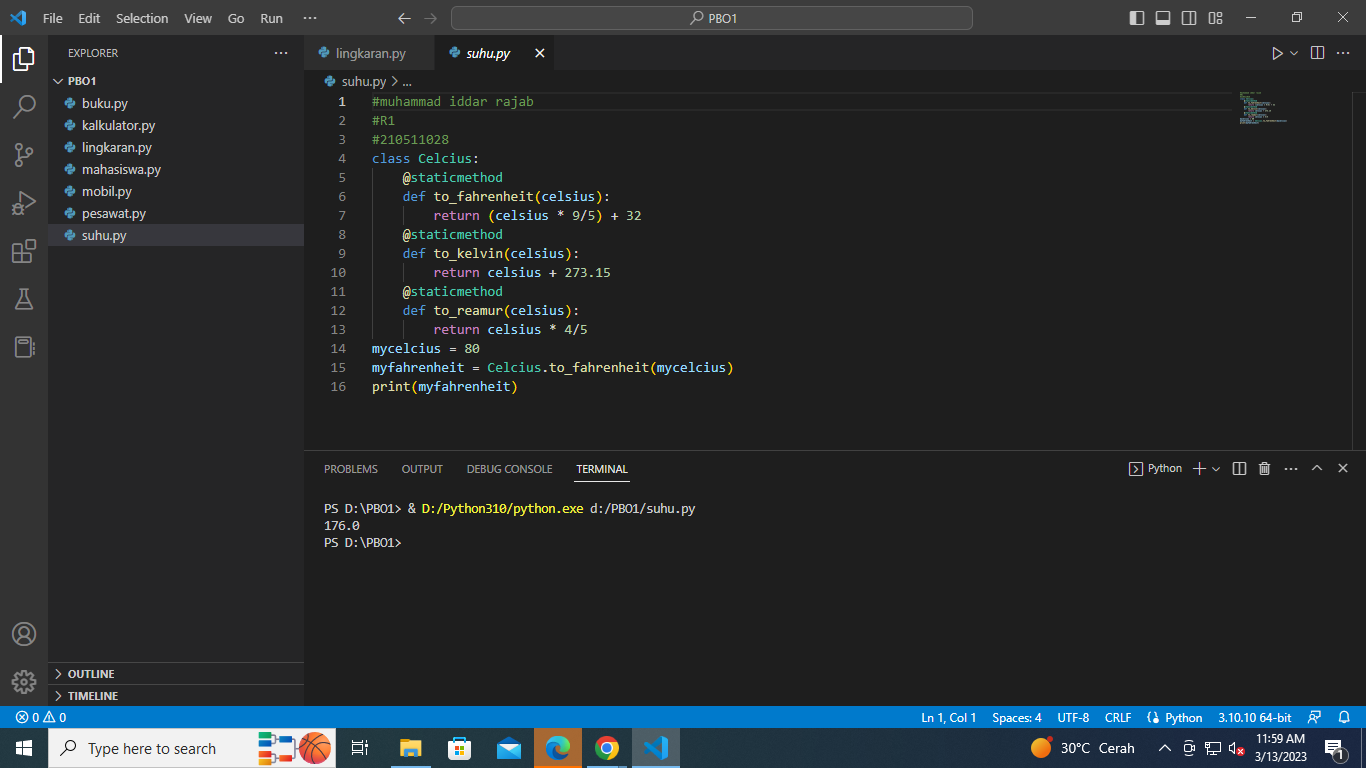 File Edit Selection View Go Run ··· PBO1
EXPLORER ···
lingkaran.py suhu.py
PBO1
suhu.py > ...
buku.py
kalkulator.py
lingkaran.py
mahasiswa.py
mobil.py
pesawat.py
suhu.py
1 #muhammad iddar rajab
2 #R1
3 #210511028
4 class Celcius:
5 @staticmethod
6 def to_fahrenheit(celsius):
7 return (celsius * 9/5) + 32
8 @staticmethod
9 def to_kelvin(celsius):
10 return celsius + 273.15
11 @staticmethod
12 def to_reamur(celsius):
13 return celsius * 4/5
14 mycelcius = 80
15 myfahrenheit = Celcius.to_fahrenheit(mycelcius)
16 print(myfahrenheit)
PROBLEMS OUTPUT DEBUG CONSOLE TERMINAL Python
PS D:\PBO1> & D:/Python310/python.exe d:/PBO1/suhu.py
176.0
PS D:\PBO1>
OUTLINE
TIMELINE
0 0 Ln 1, Col 1 Spaces: 4 UTF-8 CRLF Python 3.10.10 64-bit
Type here to search 30°C Cerah 11:59 AM
3/13/2023 1